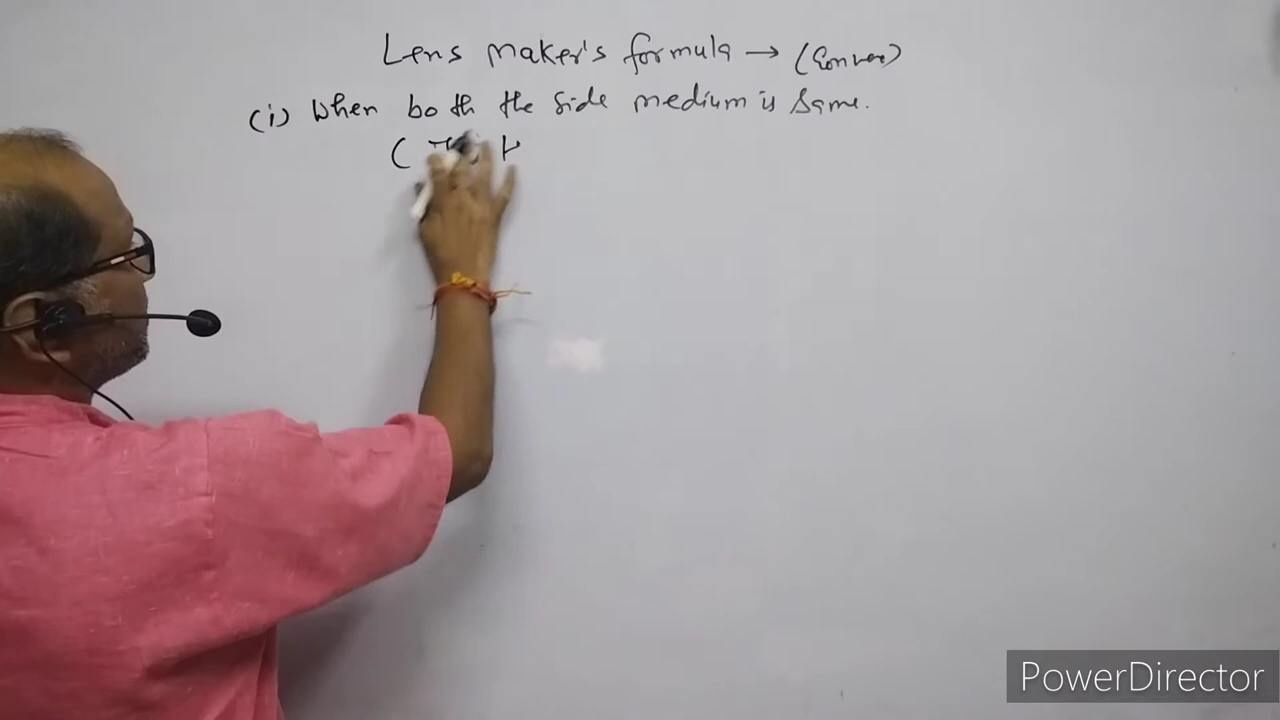 Lens maker's formula → (Convex)
(i) When both the side medium is Same.
(
PowerDirector